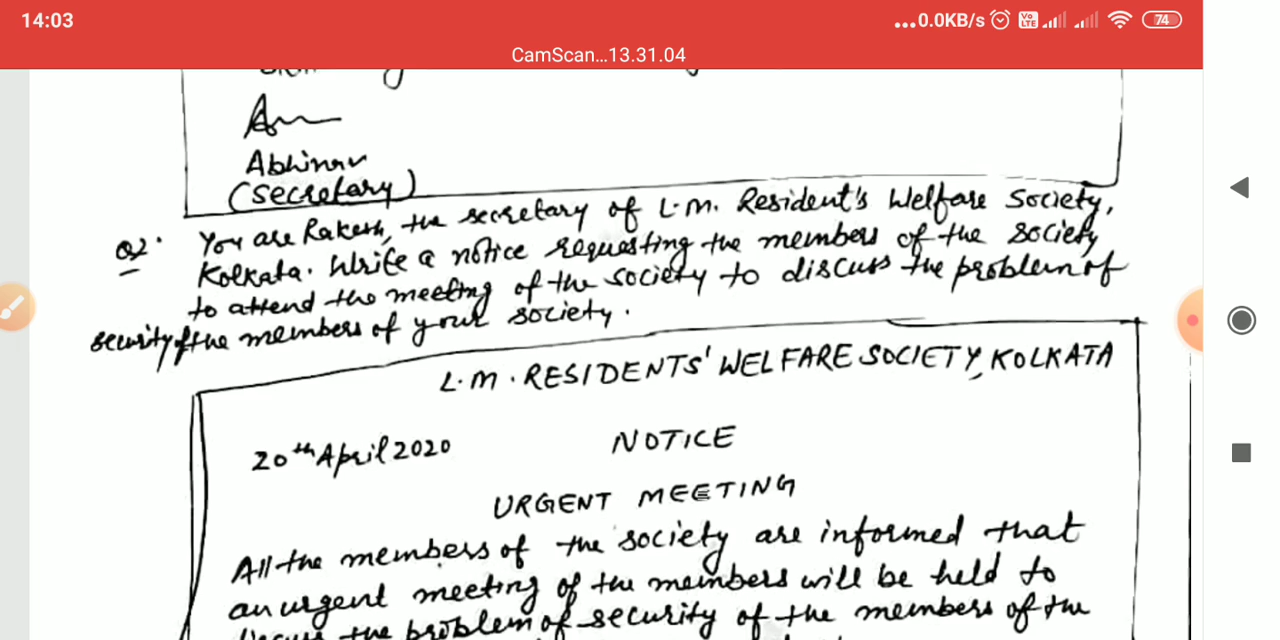 14:03
...0.0KB/s Vo LTE 74
CamScan...13.31.04
Abhinav
(secretary)
Q2. You are Rakesh, the secretary of L.M. Resident's Welfare Society,
Kolkata. Write a notice requesting the members of the society
to attend the meeting of the society to discuss the problem of
security of the members of your society.
L.M. RESIDENTS' WELFARE SOCIETY, KOLKATA
20th April 2020 NOTICE
URGENT MEETING
All the members of the society are informed that
an urgent meeting of the members will be held to
discuss the problem of security of the members of the